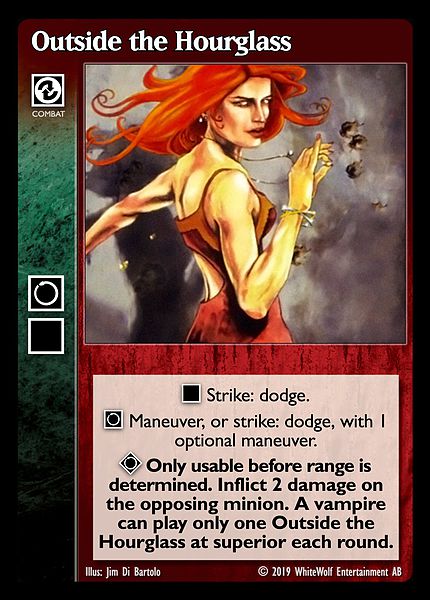 Outside the Hourglass
COMBAT
Strike: dodge.
Maneuver, or strike: dodge, with 1
optional maneuver.
Only usable before range is
determined. Inflict 2 damage on
the opposing minion. A vampire
can play only one Outside the
Hourglass at superior each round.
Illus: Jim Di Bartolo © 2019 WhiteWolf Entertainment AB